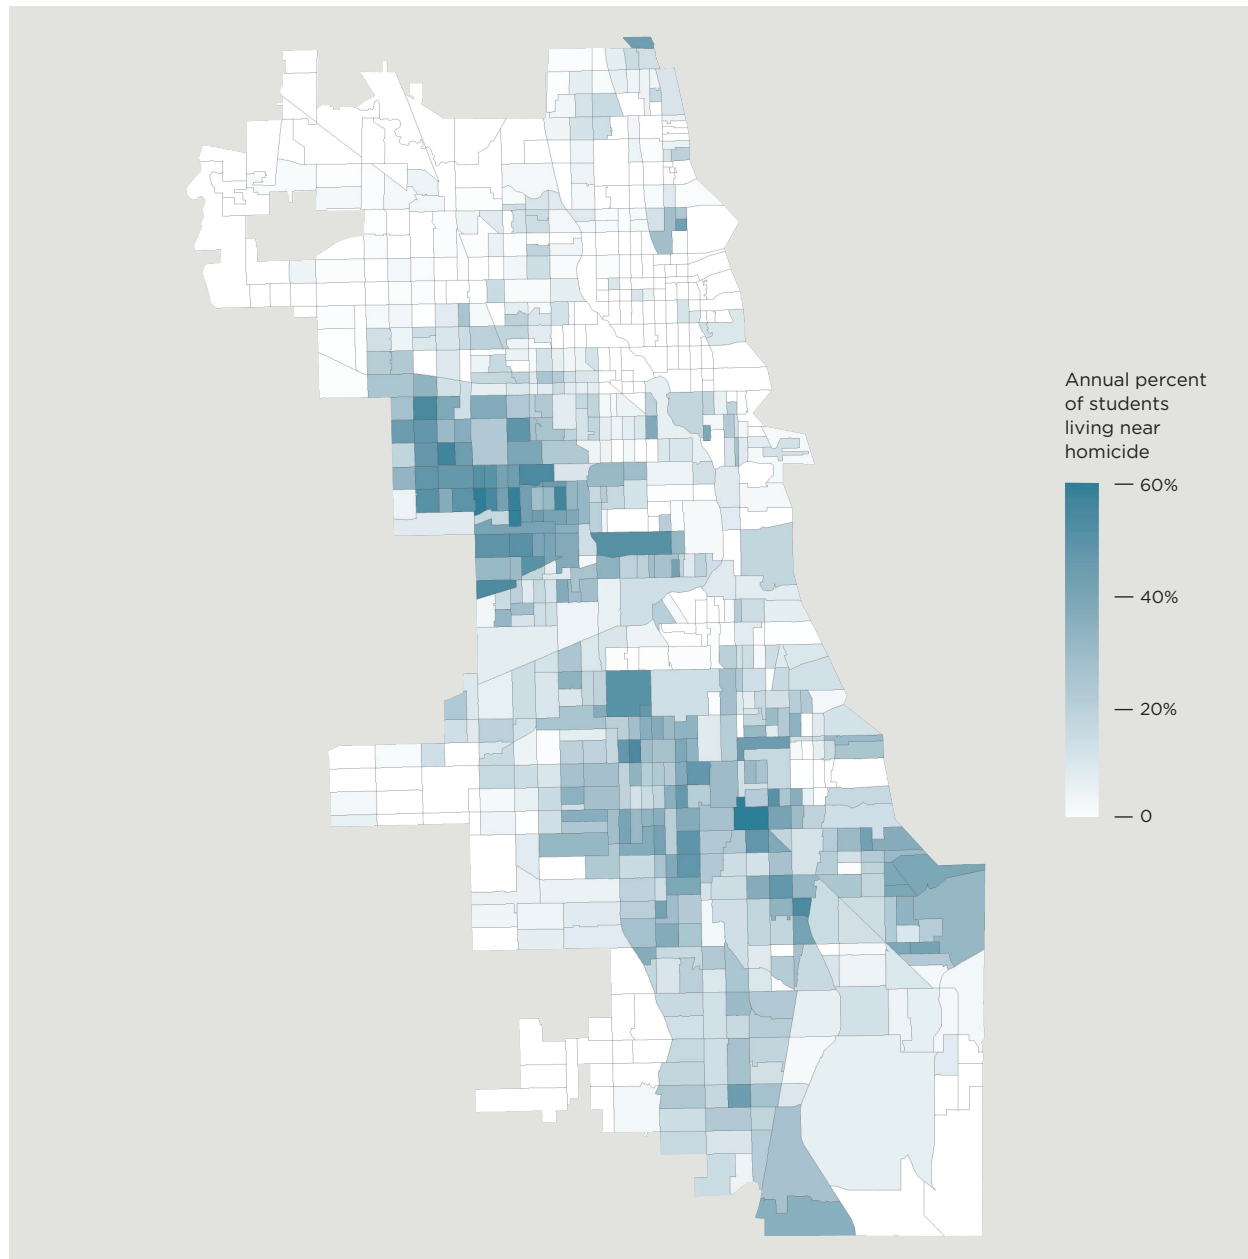 Annual percent
of students
living near
homicide
60%
40%
20%
0